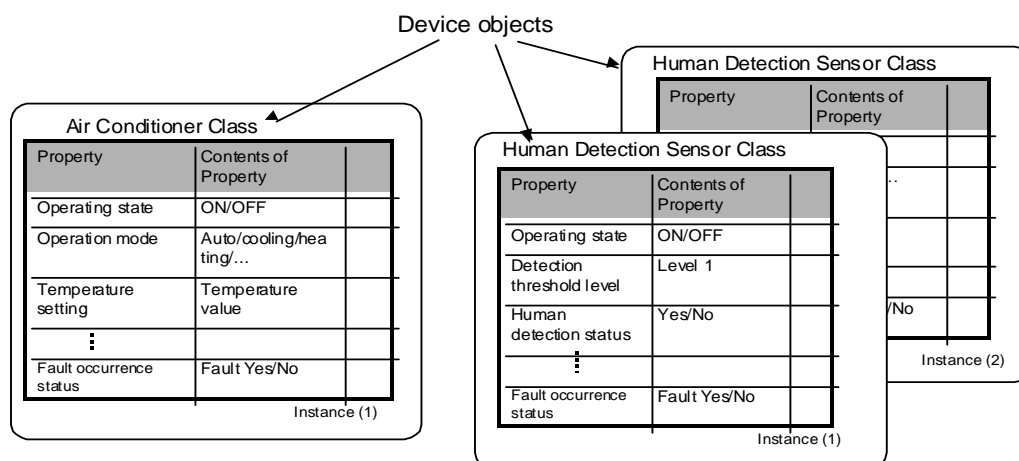 Device objects
Air Conditioner Class
Property
Contents of
Property
Operating state
ON/OFF
Operation mode
Auto/cooling/hea
ting/...
Temperature
setting
Temperature
value
Fault occurrence
status
Fault Yes/No
Instance (1)
Human Detection Sensor Class
Property
Contents of
Property
Operating state
ON/OFF
Detection
threshold level
Level 1
Human
detection status
Yes/No
Fault occurrence
status
Fault Yes/No
Instance (1)
Human Detection Sensor Class
Property
Contents of
Property
..
/No
Instance (2)